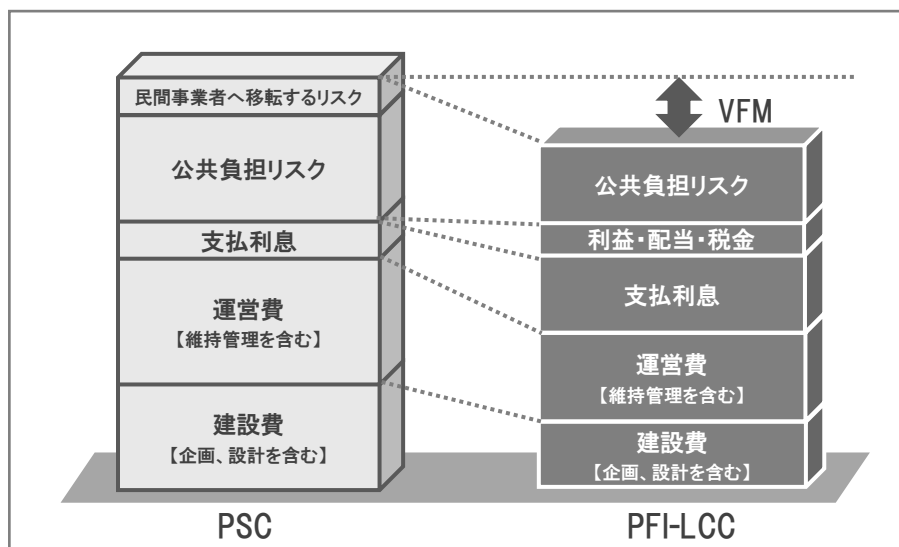 民間事業者へ移転するリスク
公共負担リスク
支払利息
運営費
【維持管理を含む】
建設費
【企画、設計を含む】
PSC
VFM
公共負担リスク
利益・配当・税金
支払利息
運営費
【維持管理を含む】
建設費
【企画、設計を含む】
PFI-LCC